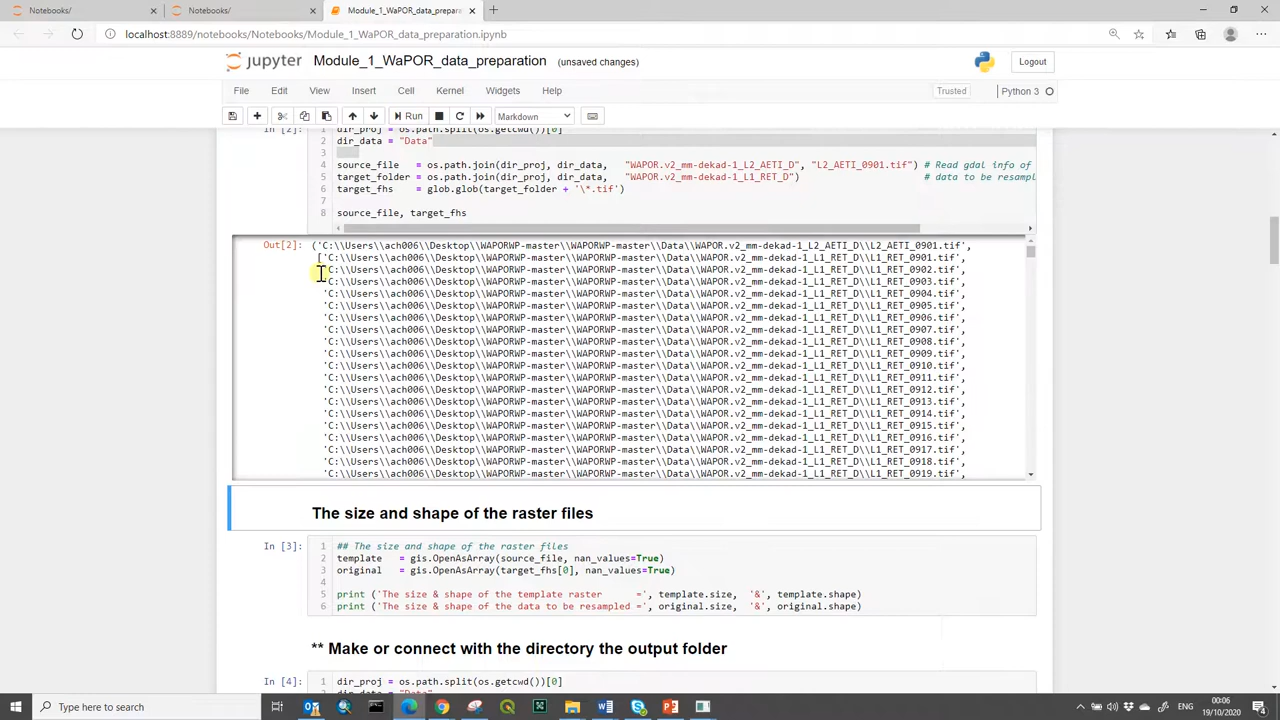 Notebooks/
Notebooks/
Module_1_WaPOR_data_prepara
localhost:8889/notebooks/Notebooks/Module_1_WaPOR_data_preparation.ipynb
jupyter Module_1_WaPOR_data_preparation (unsaved changes) Logout
File Edit View Insert Cell Kernel Widgets Help Trusted Python 3
Run Markdown
In [2]: 1 dir_proj = os.path.split(os.getcwd())[0]
2 dir_data = "Data"
3
4 source_file = os.path.join(dir_proj, dir_data, "WAPOR.v2_mm-dekad-1_L2_AETI_D", "L2_AETI_0901.tif") # Read gdal info of
5 target_folder = os.path.join(dir_proj, dir_data, "WAPOR.v2_mm-dekad-1_L1_RET_D") # data to be resampl
6 target_fhs = glob.glob(target_folder + '\*.tif')
7
8 source_file, target_fhs
Out[2]: ('C:\\Users\\ach006\\Desktop\\WAPORWP-master\\WAPORWP-master\\Data\\WAPOR.v2_mm-dekad-1_L2_AETI_D\\L2_AETI_0901.tif',
['C:\\Users\\ach006\\Desktop\\WAPORWP-master\\WAPORWP-master\\Data\\WAPOR.v2_mm-dekad-1_L1_RET_D\\L1_RET_0901.tif',
'C:\\Users\\ach006\\Desktop\\WAPORWP-master\\WAPORWP-master\\Data\\WAPOR.v2_mm-dekad-1_L1_RET_D\\L1_RET_0902.tif',
'C:\\Users\\ach006\\Desktop\\WAPORWP-master\\WAPORWP-master\\Data\\WAPOR.v2_mm-dekad-1_L1_RET_D\\L1_RET_0903.tif',
'C:\\Users\\ach006\\Desktop\\WAPORWP-master\\WAPORWP-master\\Data\\WAPOR.v2_mm-dekad-1_L1_RET_D\\L1_RET_0904.tif',
'C:\\Users\\ach006\\Desktop\\WAPORWP-master\\WAPORWP-master\\Data\\WAPOR.v2_mm-dekad-1_L1_RET_D\\L1_RET_0905.tif',
'C:\\Users\\ach006\\Desktop\\WAPORWP-master\\WAPORWP-master\\Data\\WAPOR.v2_mm-dekad-1_L1_RET_D\\L1_RET_0906.tif',
'C:\\Users\\ach006\\Desktop\\WAPORWP-master\\WAPORWP-master\\Data\\WAPOR.v2_mm-dekad-1_L1_RET_D\\L1_RET_0907.tif',
'C:\\Users\\ach006\\Desktop\\WAPORWP-master\\WAPORWP-master\\Data\\WAPOR.v2_mm-dekad-1_L1_RET_D\\L1_RET_0908.tif',
'C:\\Users\\ach006\\Desktop\\WAPORWP-master\\WAPORWP-master\\Data\\WAPOR.v2_mm-dekad-1_L1_RET_D\\L1_RET_0909.tif',
'C:\\Users\\ach006\\Desktop\\WAPORWP-master\\WAPORWP-master\\Data\\WAPOR.v2_mm-dekad-1_L1_RET_D\\L1_RET_0910.tif',
'C:\\Users\\ach006\\Desktop\\WAPORWP-master\\WAPORWP-master\\Data\\WAPOR.v2_mm-dekad-1_L1_RET_D\\L1_RET_0911.tif',
'C:\\Users\\ach006\\Desktop\\WAPORWP-master\\WAPORWP-master\\Data\\WAPOR.v2_mm-dekad-1_L1_RET_D\\L1_RET_0912.tif',
'C:\\Users\\ach006\\Desktop\\WAPORWP-master\\WAPORWP-master\\Data\\WAPOR.v2_mm-dekad-1_L1_RET_D\\L1_RET_0913.tif',
'C:\\Users\\ach006\\Desktop\\WAPORWP-master\\WAPORWP-master\\Data\\WAPOR.v2_mm-dekad-1_L1_RET_D\\L1_RET_0914.tif',
'C:\\Users\\ach006\\Desktop\\WAPORWP-master\\WAPORWP-master\\Data\\WAPOR.v2_mm-dekad-1_L1_RET_D\\L1_RET_0915.tif',
'C:\\Users\\ach006\\Desktop\\WAPORWP-master\\WAPORWP-master\\Data\\WAPOR.v2_mm-dekad-1_L1_RET_D\\L1_RET_0916.tif',
'C:\\Users\\ach006\\Desktop\\WAPORWP-master\\WAPORWP-master\\Data\\WAPOR.v2_mm-dekad-1_L1_RET_D\\L1_RET_0917.tif',
'C:\\Users\\ach006\\Desktop\\WAPORWP-master\\WAPORWP-master\\Data\\WAPOR.v2_mm-dekad-1_L1_RET_D\\L1_RET_0918.tif',
'C:\\Users\\ach006\\Desktop\\WAPORWP-master\\WAPORWP-master\\Data\\WAPOR.v2_mm-dekad-1_L1_RET_D\\L1_RET_0919.tif',
The size and shape of the raster files
In [3]: 1 ## The size and shape of the raster files
2 template = gis.OpenAsArray(source_file, nan_values=True)
3 original = gis.OpenAsArray(target_fhs[0], nan_values=True)
4
5 print ('The size & shape of the template raster =', template.size, '&', template.shape)
6 print ('The size & shape of the data to be resampled =', original.size, '&', original.shape)
** Make or connect with the directory the output folder
In [4]: 1 dir_proj = os.path.split(os.getcwd())[0]
2 dir_data = "Data"
Type here to search
ENG
00:06
19/10/2020